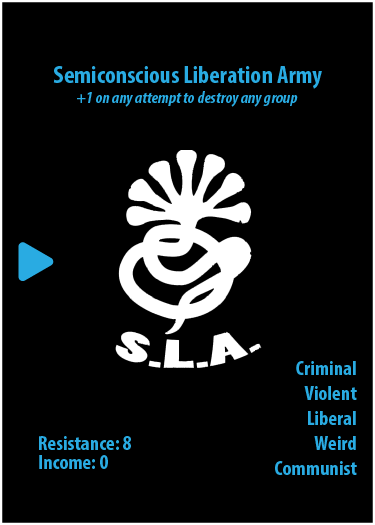 Semiconscious Liberation Army
+1 on any attempt to destroy any group
S.L.A.
Criminal
Violent
Liberal
Weird
Communist
Resistance: 8
Income: 0